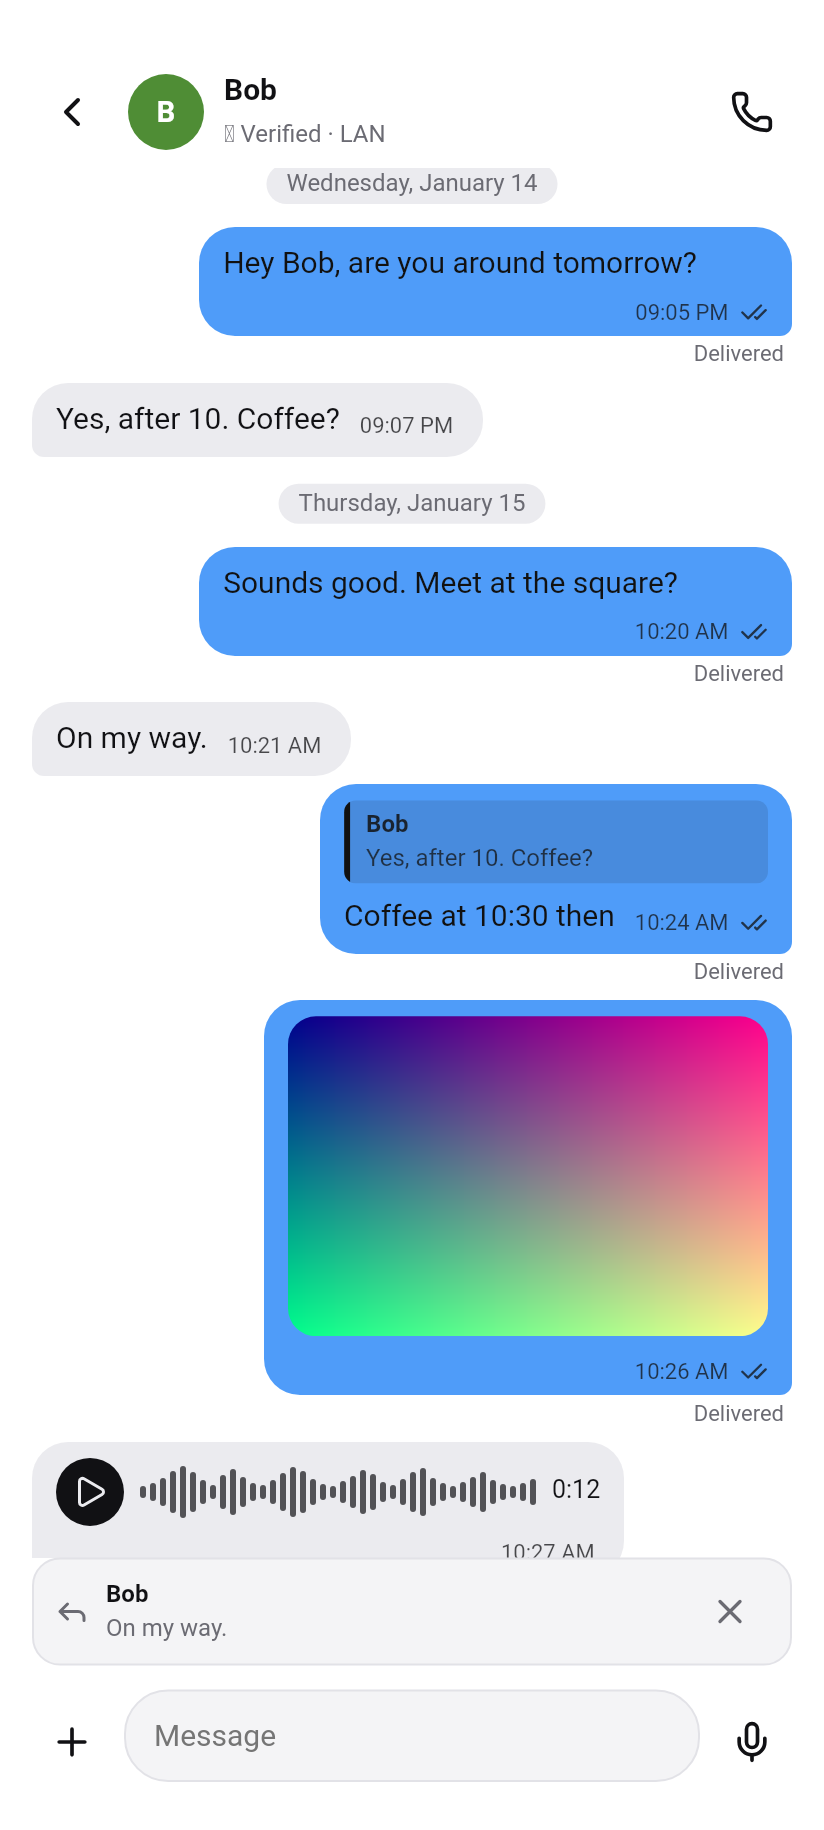 Bob
B
Verified · LAN
Wednesday, January 14
Hey Bob, are you around tomorrow?
09:05 PM
Delivered
Yes, after 10. Coffee? 09:07 PM
Thursday, January 15
Sounds good. Meet at the square?
10:20 AM
Delivered
On my way. 10:21 AM
Bob
Yes, after 10. Coffee?
Coffee at 10:30 then 10:24 AM
Delivered
10:26 AM
Delivered
0:12
10:27 AM
Bob
On my way.
Message